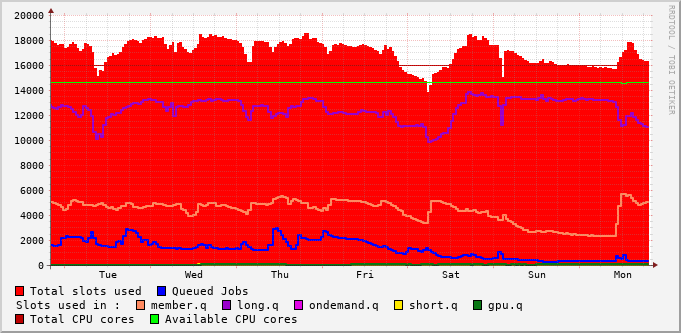 20000
18000
16000
14000
12000
10000
8000
6000
4000
2000
0
Tue Wed Thu Fri Sat Sun Mon
RRDTOOL / TOBI OETIKER
Total slots used Queued Jobs
Slots used in : member.q long.q ondemand.q short.q gpu.q
Total CPU cores Available CPU cores